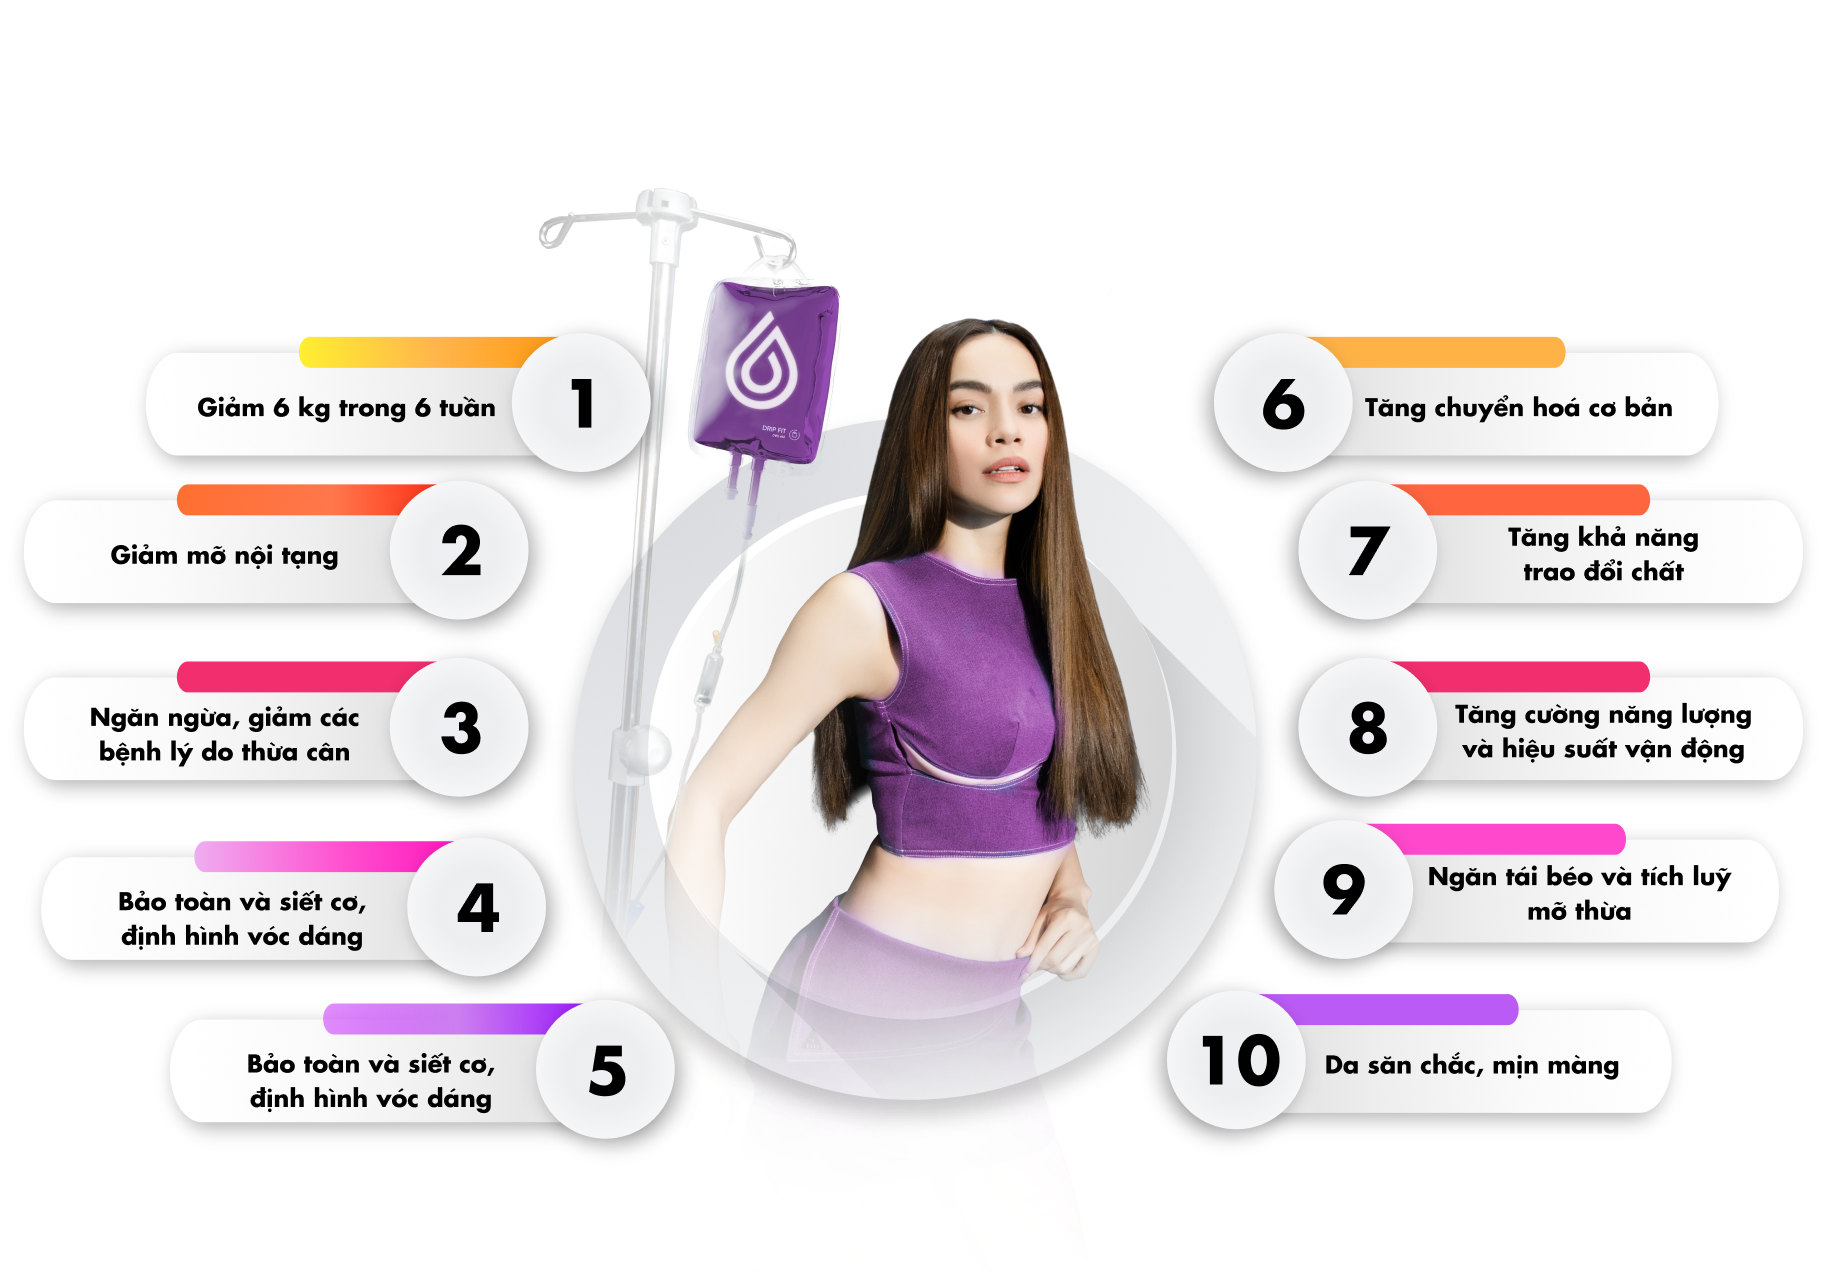 Giảm 6 kg trong 6 tuần
1
Giảm mỡ nội tạng
2
Ngăn ngừa, giảm các
bệnh lý do thừa cân
3
Bảo toàn và siết cơ,
định hình vóc dáng
4
Bảo toàn và siết cơ,
định hình vóc dáng
5
DRIP FIT
6
Tăng chuyển hoá cơ bản
7
Tăng khả năng
trao đổi chất
8
Tăng cường năng lượng
và hiệu suất vận động
9
Ngăn tái béo và tích luỹ
mỡ thừa
10
Da săn chắc, mịn màng